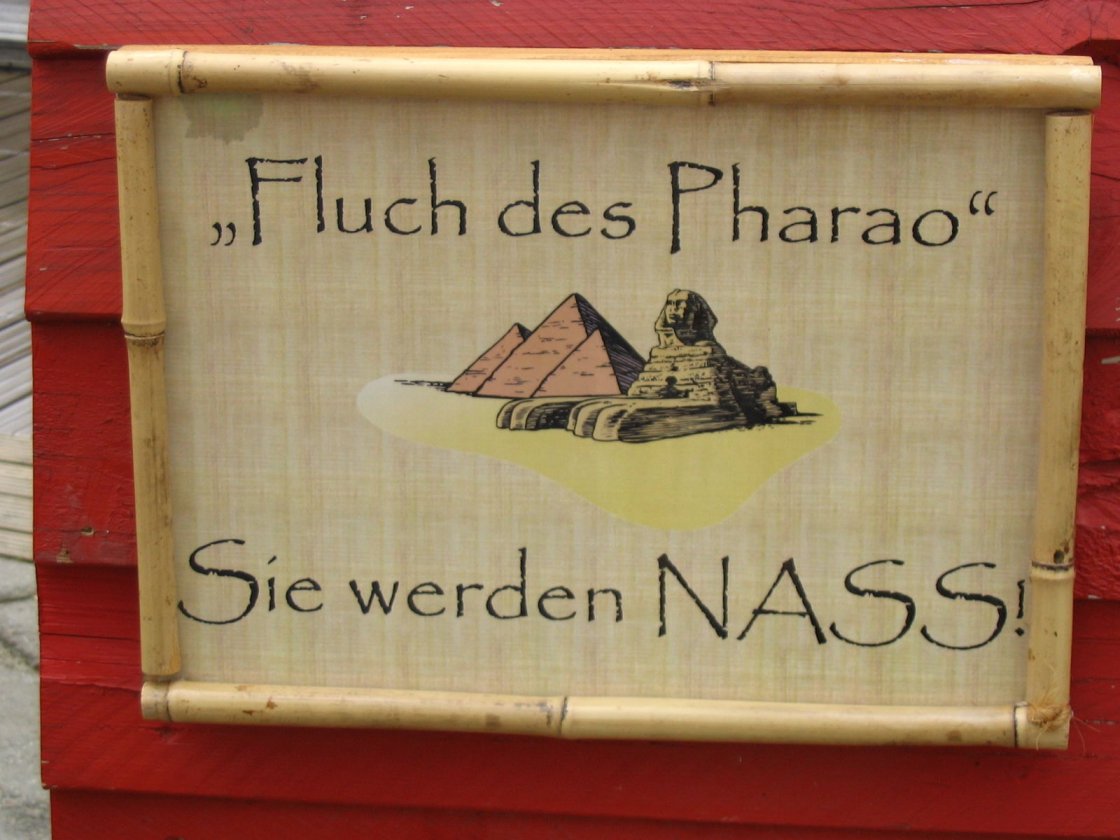 „Fluch des Pharao“
Sie werden NASS!